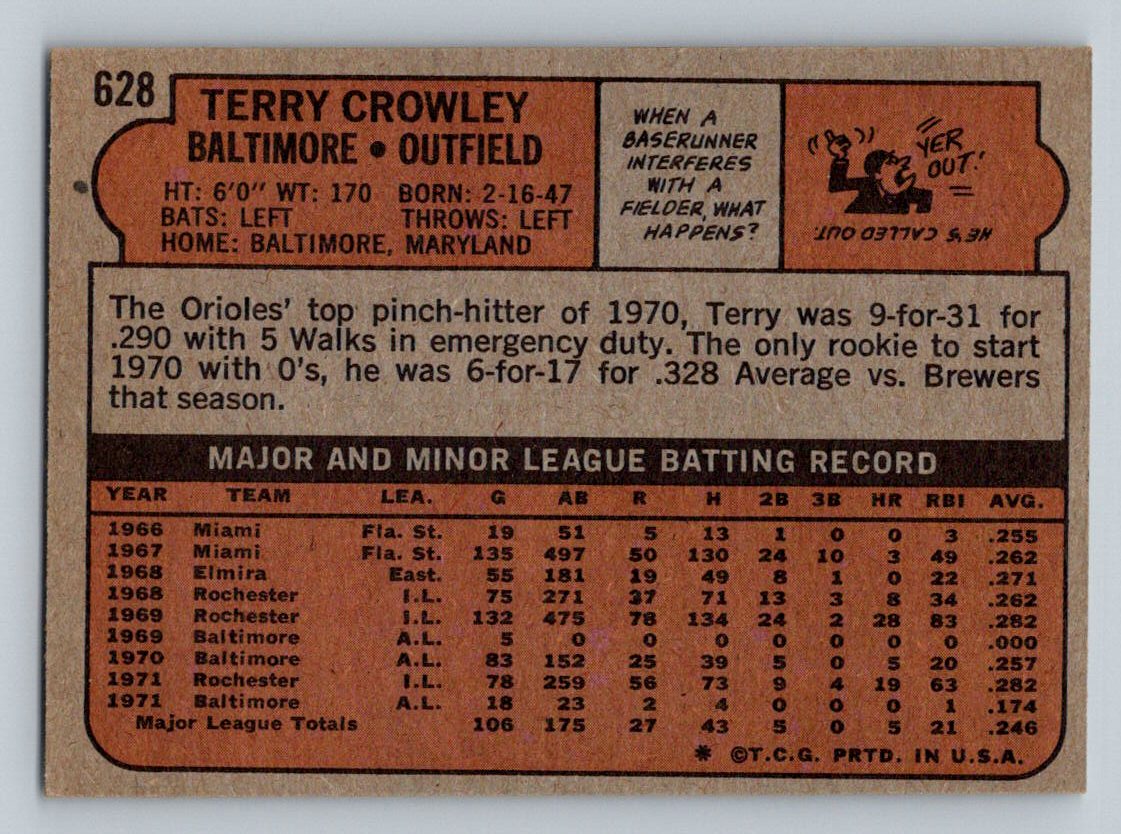 628
TERRY CROWLEY
BALTIMORE • OUTFIELD
HT: 6'0" WT: 170 BORN: 2-16-47
BATS: LEFT THROWS: LEFT
HOME: BALTIMORE, MARYLAND
WHEN A
BASERUNNER
INTERFERES
WITH A
FIELDER, WHAT
HAPPENS?
YER
OUT!
HE'S CALLED OUT.
The Orioles' top pinch-hitter of 1970, Terry was 9-for-31 for
.290 with 5 Walks in emergency duty. The only rookie to start
1970 with O's, he was 6-for-17 for .328 Average vs. Brewers
that season.
MAJOR AND MINOR LEAGUE BATTING RECORD
YEAR TEAM LEA. G AB R H 2B 3B HR RBI AVG.
1966 Miami Fla. St. 19 51 5 13 1 0 0 3 .255
1967 Miami Fla. St. 135 497 50 130 24 10 3 49 .262
1968 Elmira East. 55 181 19 49 8 1 0 22 .271
1968 Rochester I.L. 75 271 37 71 13 3 8 34 .262
1969 Rochester I.L. 132 475 78 134 24 2 28 83 .282
1969 Baltimore A.L. 5 0 0 0 0 0 0 0 .000
1970 Baltimore A.L. 83 152 25 39 5 0 5 20 .257
1971 Rochester I.L. 78 259 56 73 9 4 19 63 .282
1971 Baltimore A.L. 18 23 2 4 0 0 0 1 .174
Major League Totals 106 175 27 43 5 0 5 21 .246
* ©T.C.G. PRTD. IN U.S.A.